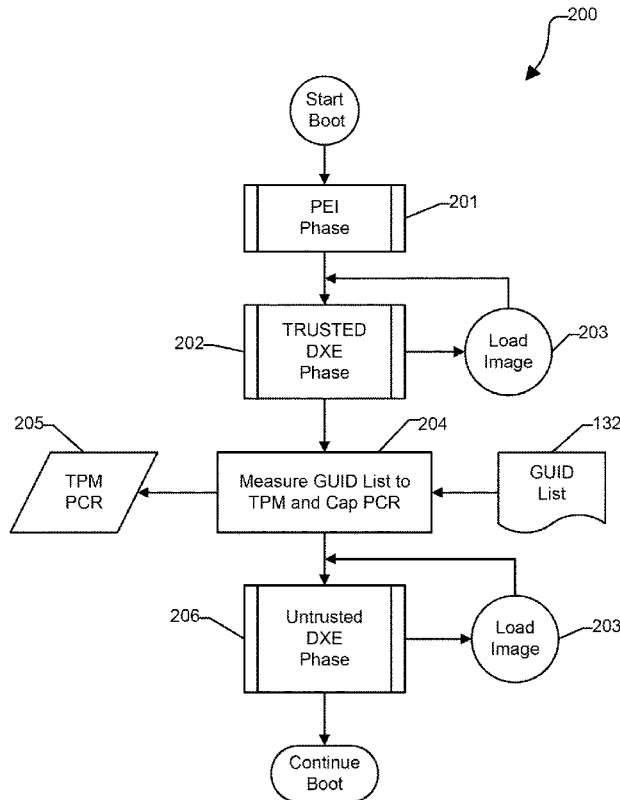 200
Start
Boot
PEI
Phase
201
TRUSTED
DXE
Phase
202
Load
Image
203
205
204
132
TPM
PCR
Measure GUID List to
TPM and Cap PCR
GUID
List
206
Untrusted
DXE
Phase
Load
Image
203
Continue
Boot